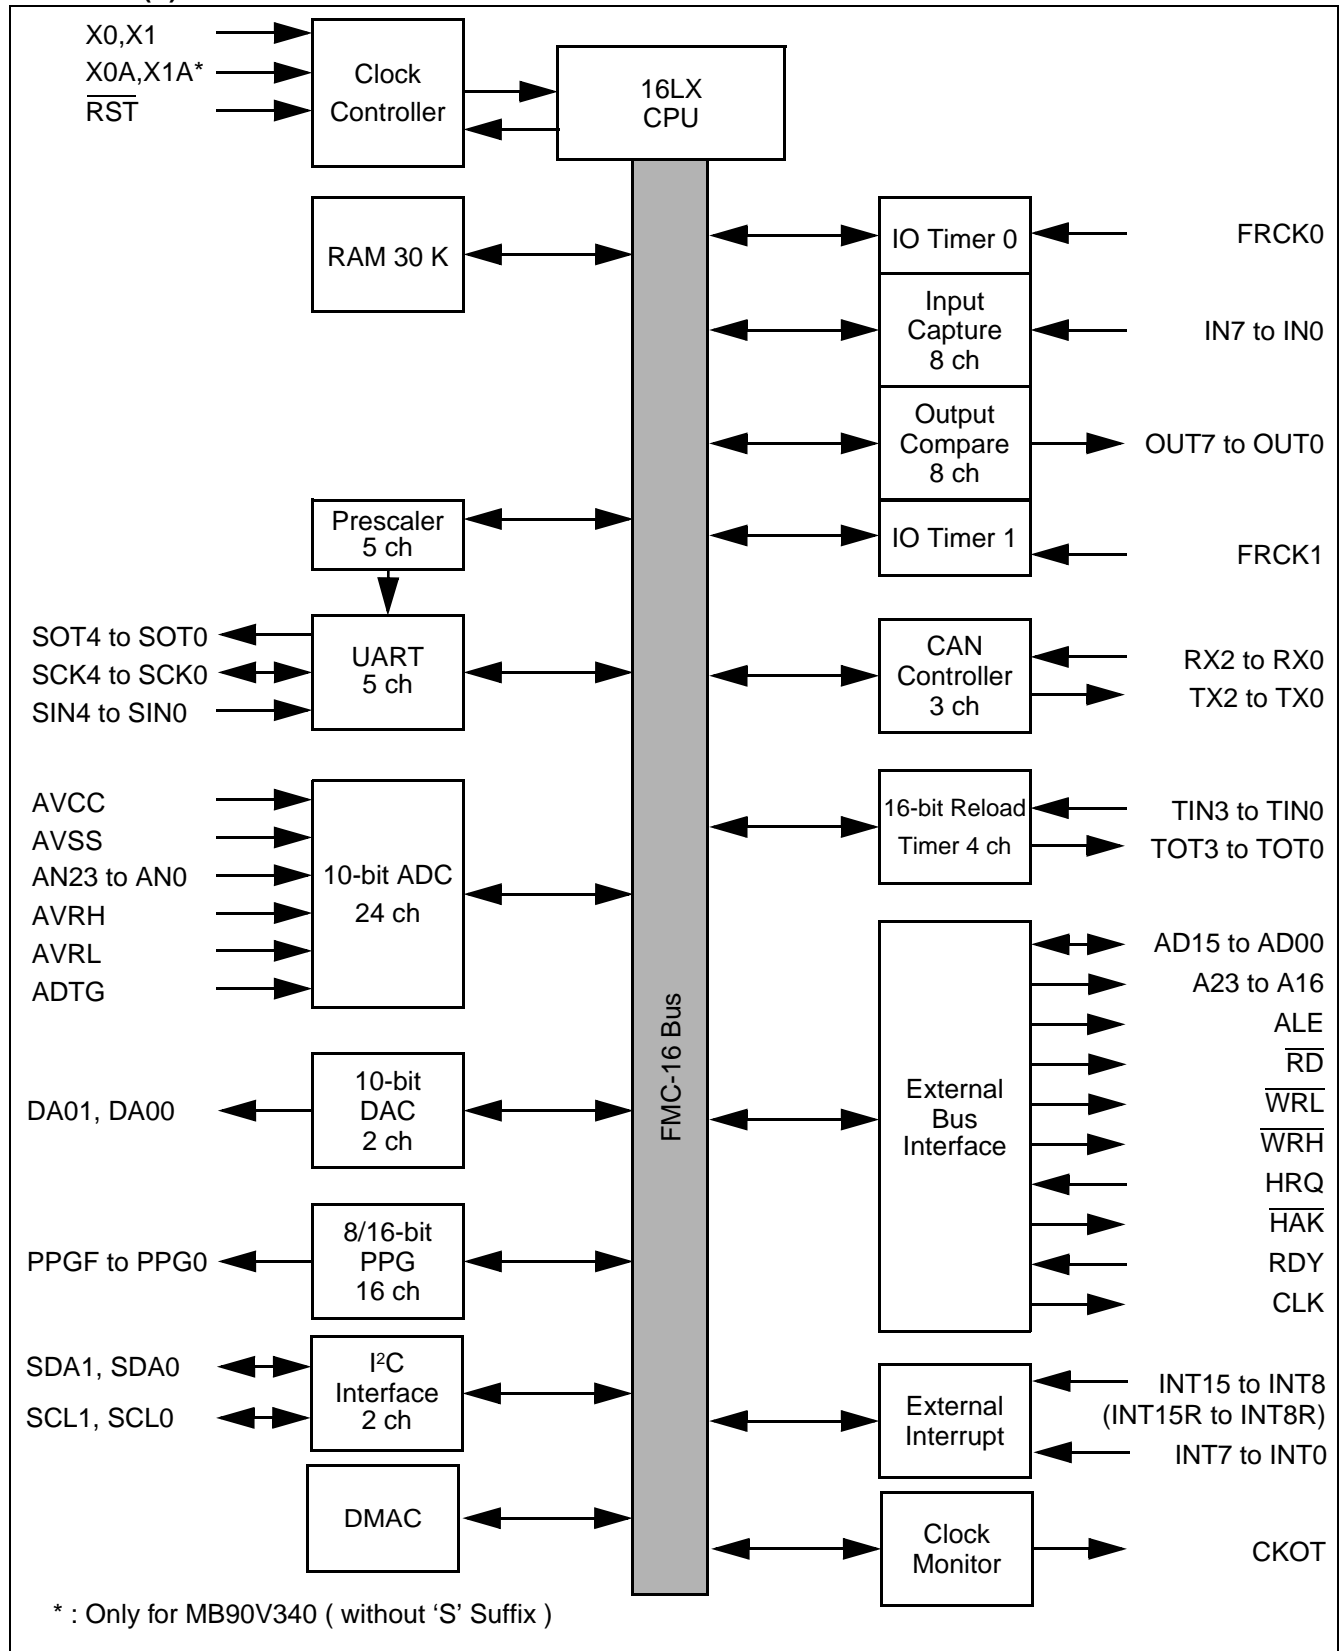 X0,X1
X0A,X1A*
RST
Clock
Controller
16LX
CPU
RAM 30 K
IO Timer 0
FRCK0
Input
Capture
8 ch
IN7 to IN0
Output
Compare
8 ch
OUT7 to OUT0
Prescaler
5 ch
IO Timer 1
FRCK1
SOT4 to SOT0
SCK4 to SCK0
SIN4 to SIN0
UART
5 ch
CAN
Controller
3 ch
RX2 to RX0
TX2 to TX0
AVCC
AVSS
AN23 to AN0
AVRH
AVRL
ADTG
10-bit ADC
24 ch
16-bit Reload
Timer 4 ch
TIN3 to TIN0
TOT3 to TOT0
FMC-16 Bus
DA01, DA00
10-bit
DAC
2 ch
External
Bus
Interface
AD15 to AD00
A23 to A16
ALE
RD
WRL
WRH
HRQ
HAK
RDY
CLK
PPGF to PPG0
8/16-bit
PPG
16 ch
SDA1, SDA0
SCL1, SCL0
I²C
Interface
2 ch
External
Interrupt
INT15 to INT8
(INT15R to INT8R)
INT7 to INT0
DMAC
Clock
Monitor
CKOT
* : Only for MB90V340 ( without ‘S’ Suffix )